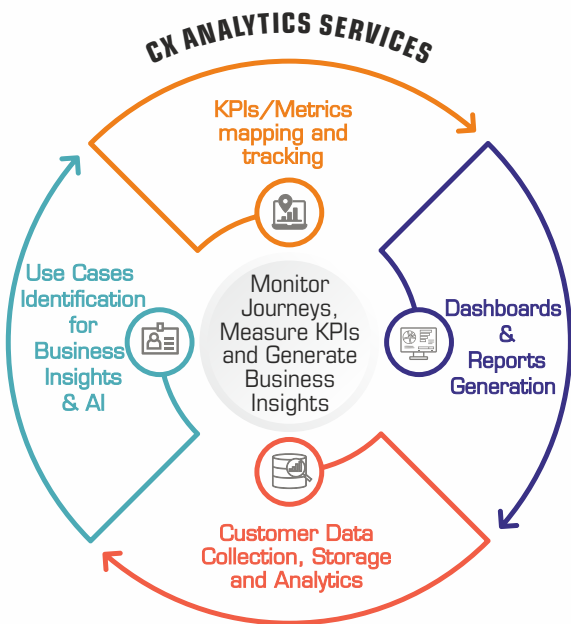 CX ANALYTICS SERVICES
KPIs/Metrics
mapping and
tracking
Use Cases
Identification
for
Business
Insights
& AI
Monitor
Journeys,
Measure KPIs
and Generate
Business
Insights
Dashboards
&
Reports
Generation
Customer Data
Collection, Storage
and Analytics